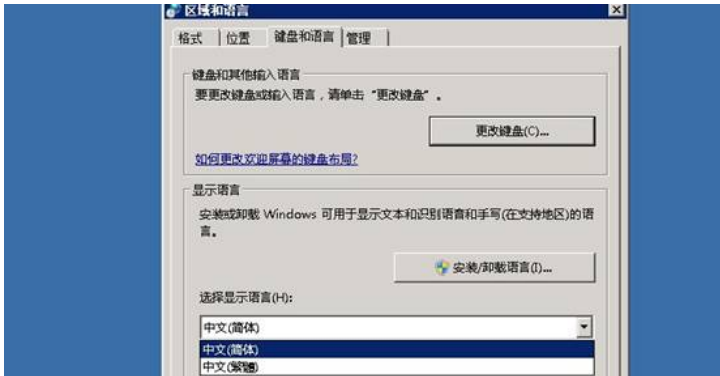 区域和语言
格式 位置 键盘和语言 管理
键盘和其他输入语言
要更改键盘或输入语言，请单击“更改键盘”。
更改键盘(C)...
如何更改欢迎屏幕的键盘布局?
显示语言
安装或卸载 Windows 可用于显示文本和识别语音和手写(在支持地区)的语
言。
安装/卸载语言(I)...
选择显示语言(H):
中文(简体)
中文(简体)
中文(繁體)